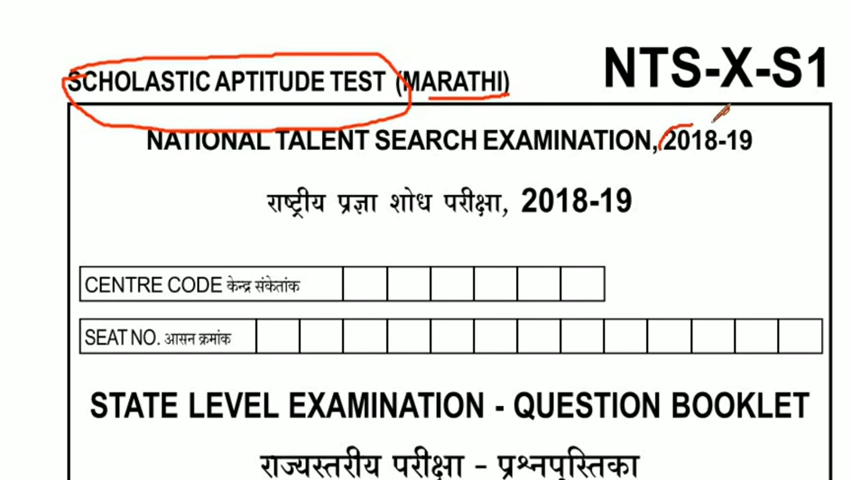 SCHOLASTIC APTITUDE TEST (MARATHI)
NTS-X-S1
NATIONAL TALENT SEARCH EXAMINATION, 2018-19
राष्ट्रीय प्रज्ञा शोध परीक्षा, 2018-19
CENTRE CODE केन्द्र संकेतांक
SEAT NO. आसन क्रमांक
STATE LEVEL EXAMINATION - QUESTION BOOKLET
राज्यस्तरीय परीक्षा - प्रश्नपुस्तिका